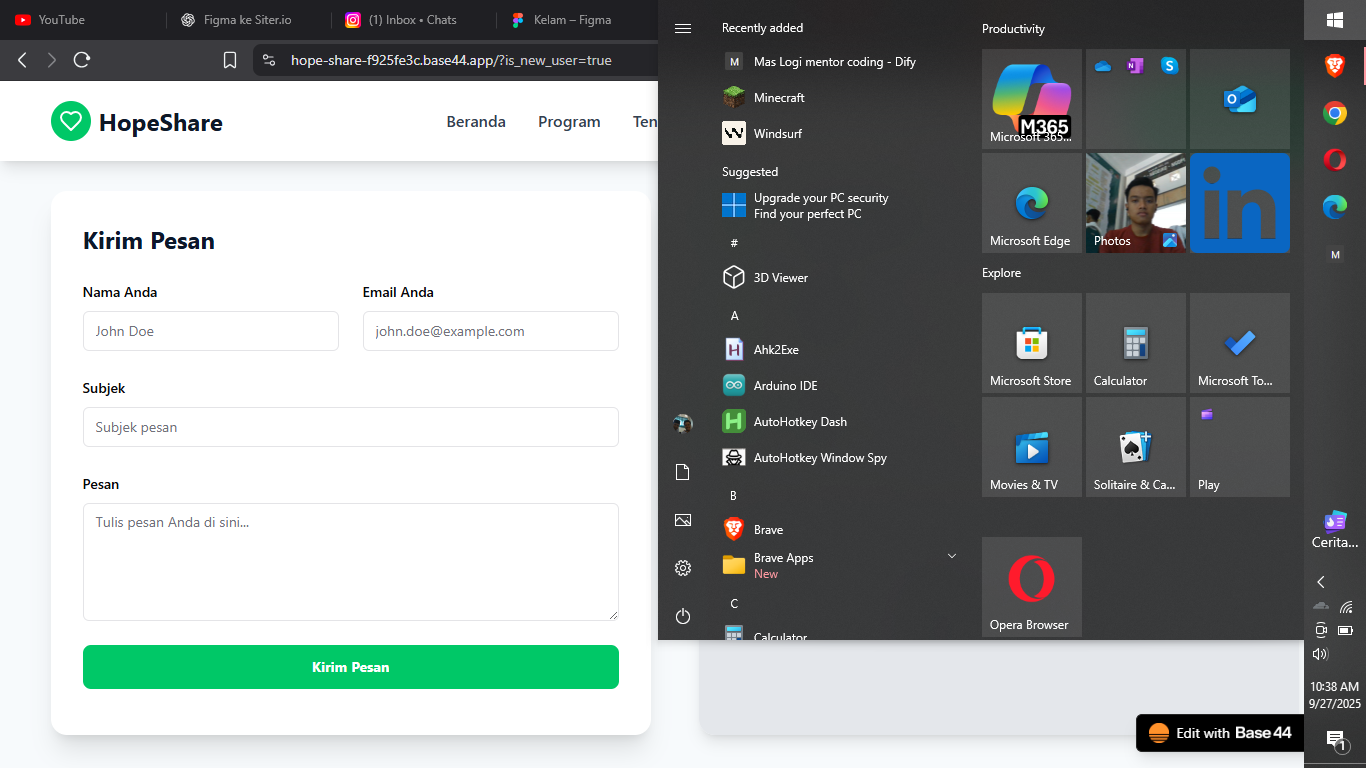 YouTube
Figma ke Siter.io
(1) Inbox • Chats
Kelam – Figma
hope-share-f925fe3c.base44.app/?is_new_user=true
HopeShare
Beranda
Program
Ten
Kirim Pesan
Nama Anda
Email Anda
John Doe
john.doe@example.com
Subjek
Subjek pesan
Pesan
Tulis pesan Anda di sini...
Kirim Pesan
Recently added
M
Mas Logi mentor coding - Dify
Minecraft
Windsurf
Suggested
Upgrade your PC security
Find your perfect PC
#
3D Viewer
A
Ahk2Exe
Arduino IDE
AutoHotkey Dash
AutoHotkey Window Spy
B
Brave
Brave Apps
New
C
Calculator
Productivity
M365
Microsoft 365...
Microsoft Edge
Photos
in
Explore
Microsoft Store
Calculator
Microsoft To...
Movies & TV
Solitaire & Ca...
Play
Opera Browser
M
Cerita...
10:38 AM
9/27/2025
1
Edit with Base44